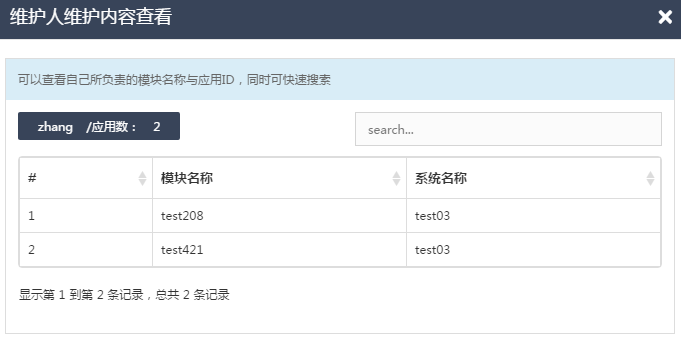 维护人维护内容查看
可以查看自己所负责的模块名称与应用ID，同时可快速搜索
zhang /应用数： 2
search...
# 模块名称 系统名称
1 test208 test03
2 test421 test03
显示第 1 到第 2 条记录，总共 2 条记录